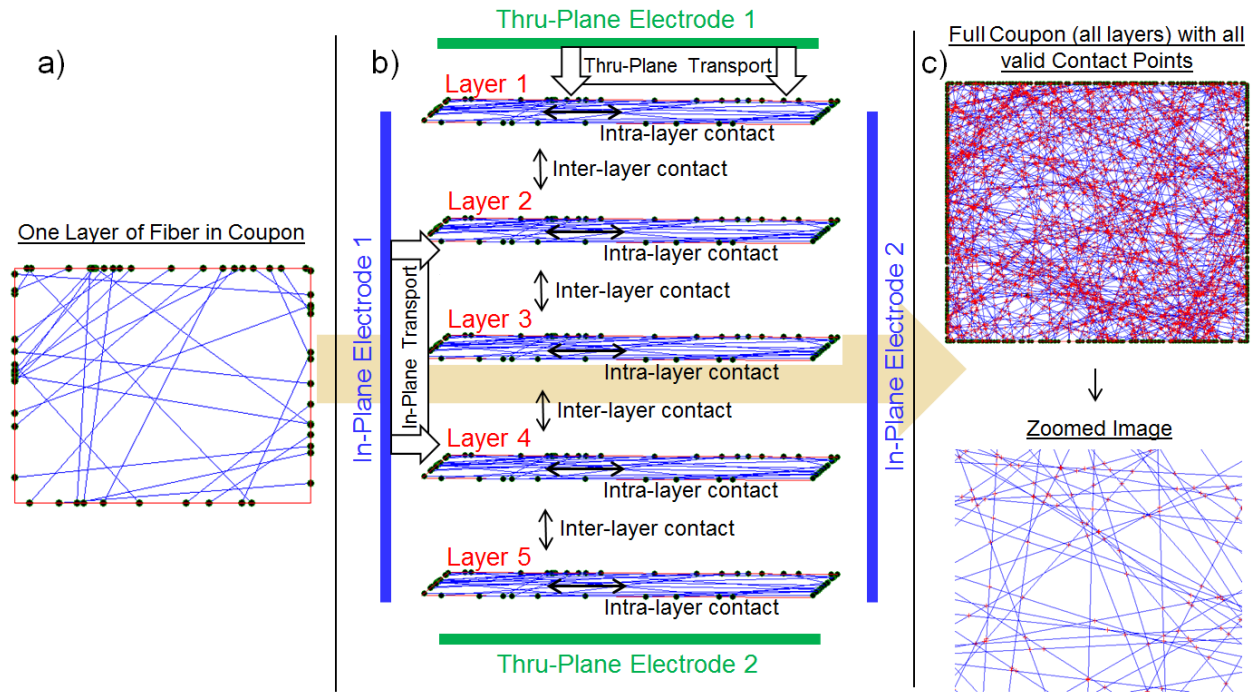 a)
One Layer of Fiber in Coupon
b)
Thru-Plane Electrode 1
Thru-Plane Transport
Layer 1
Intra-layer contact
Inter-layer contact
Layer 2
Intra-layer contact
Inter-layer contact
Layer 3
Intra-layer contact
Inter-layer contact
Layer 4
Intra-layer contact
Inter-layer contact
Layer 5
Intra-layer contact
Thru-Plane Electrode 2
In-Plane Electrode 1
In-Plane Transport
In-Plane Electrode 2
c)
Full Coupon (all layers) with all
valid Contact Points
Zoomed Image